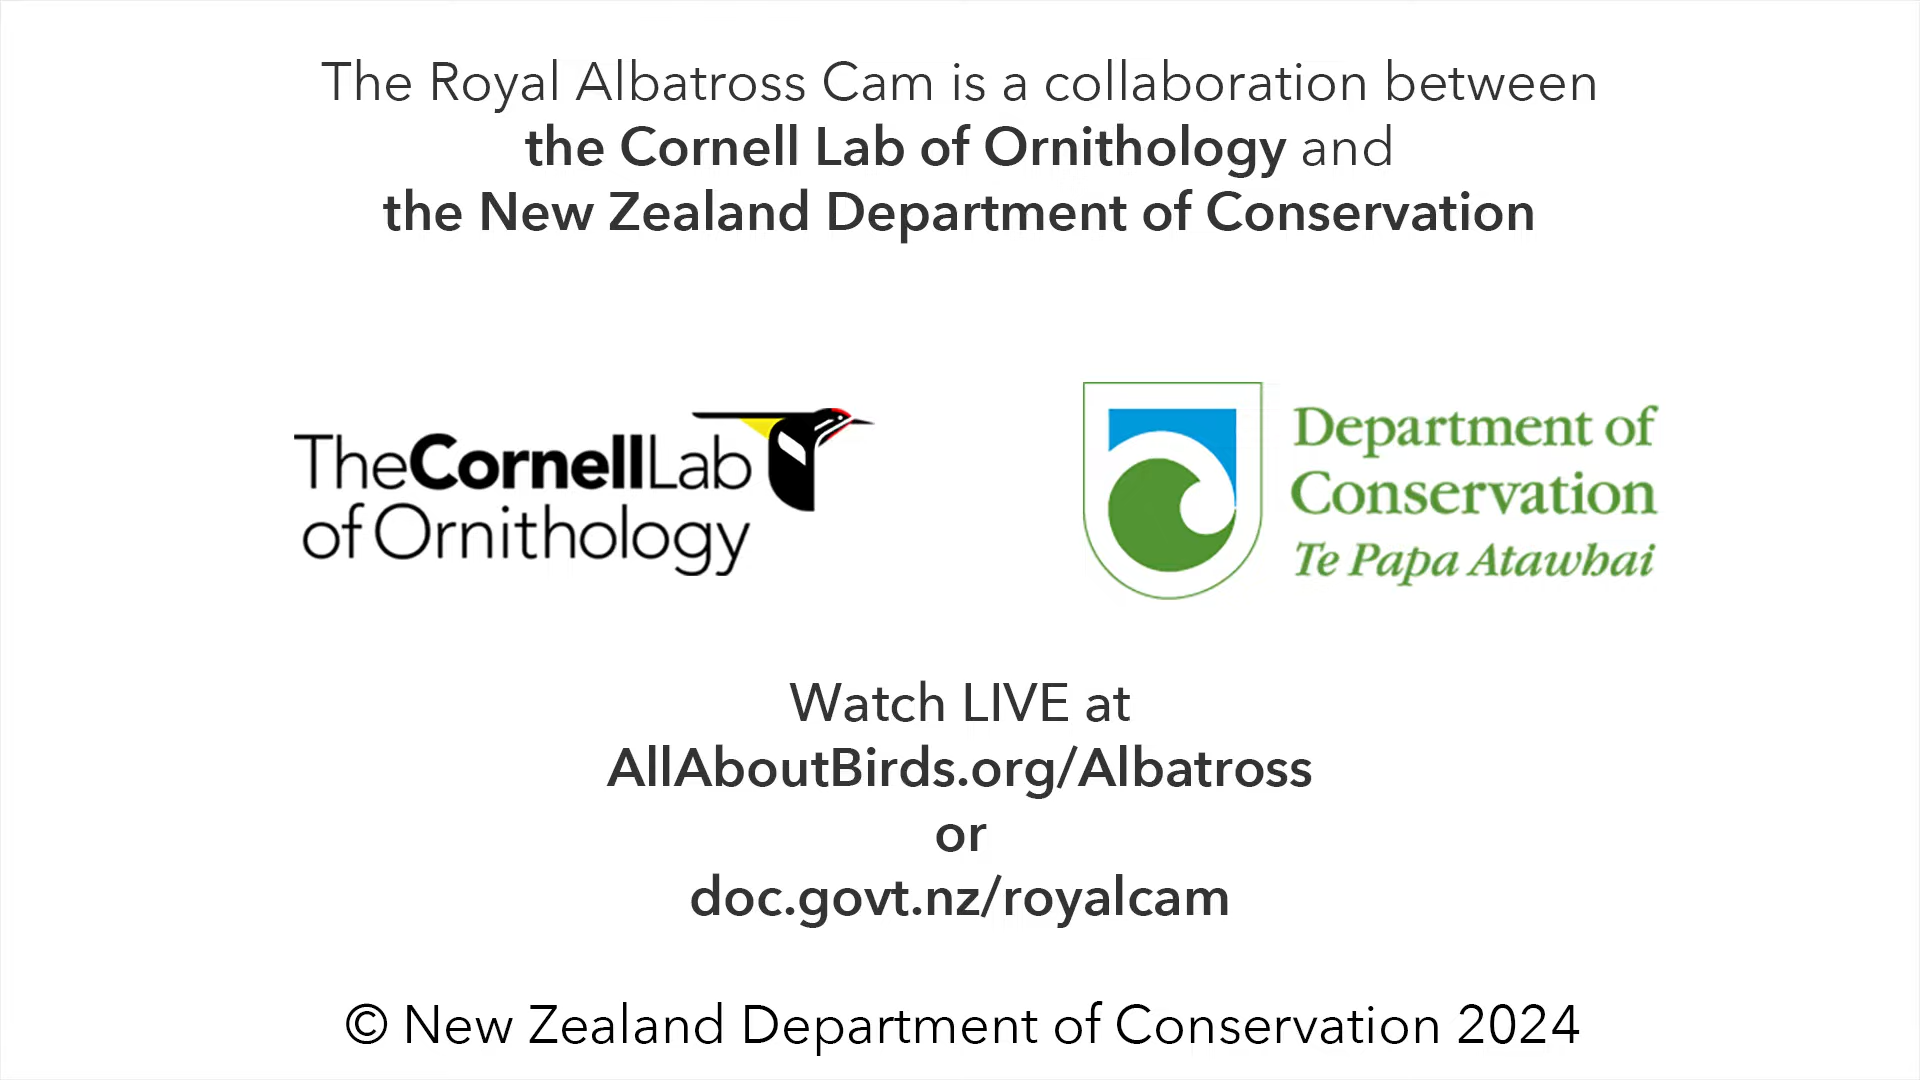 The Royal Albatross Cam is a collaboration between
the Cornell Lab of Ornithology and
the New Zealand Department of Conservation
TheCornellLab
of Ornithology
Department of
Conservation
Te Papa Atawhai
Watch LIVE at
AllAboutBirds.org/Albatross
or
doc.govt.nz/royalcam
© New Zealand Department of Conservation 2024